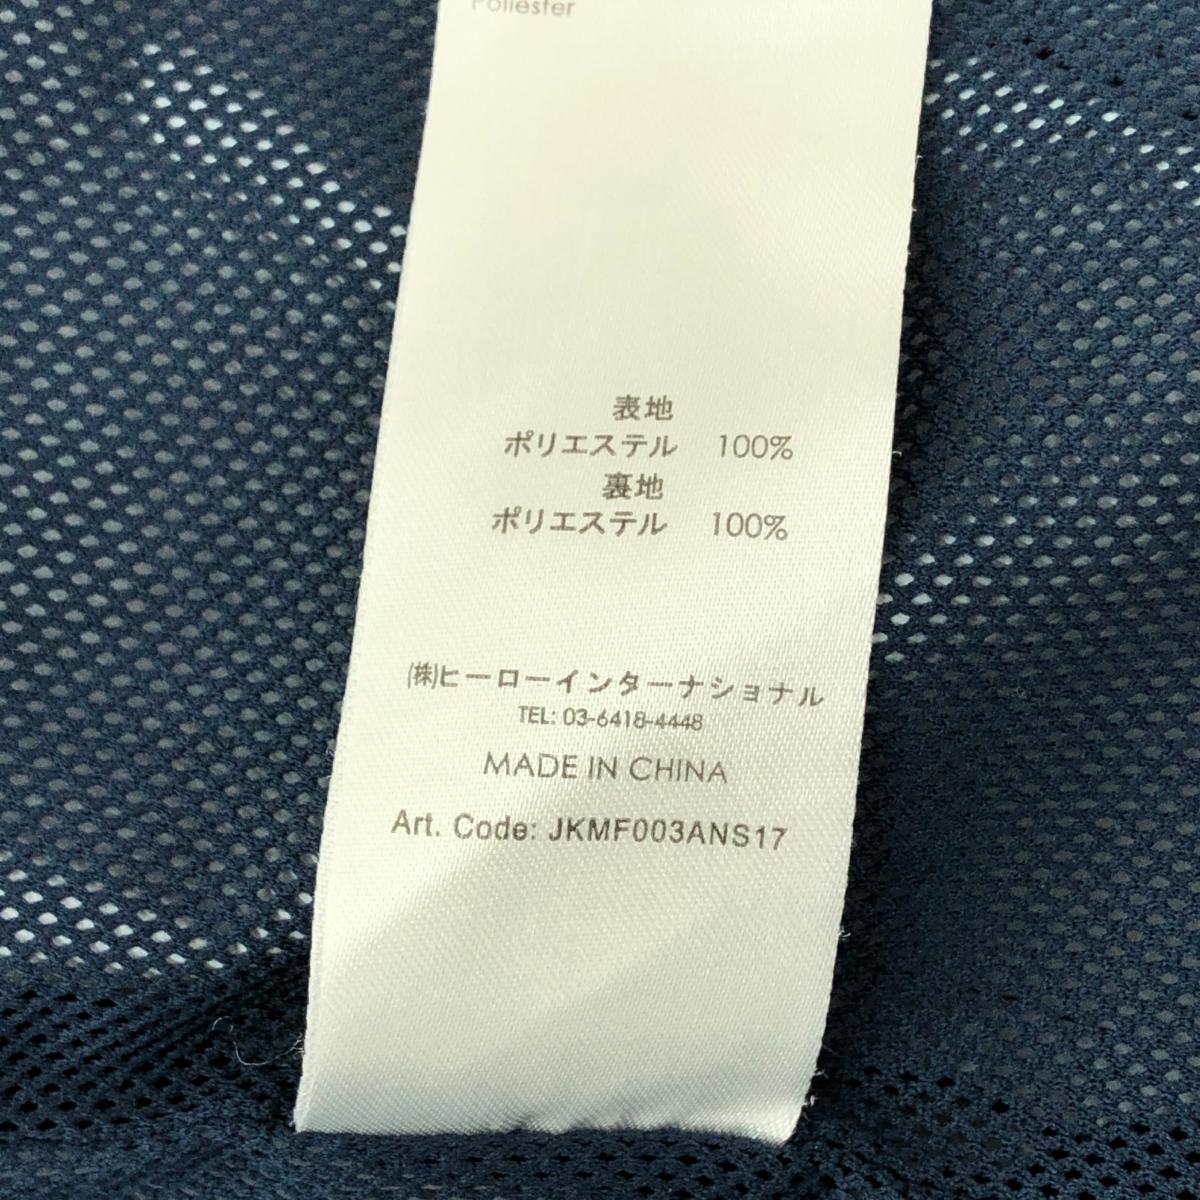 Poliester
表地
ポリエステル 100%
裏地
ポリエステル 100%
(株)ヒーローインターナショナル
TEL: 03-6418-4448
MADE IN CHINA
Art. Code: JKMF003ANS17